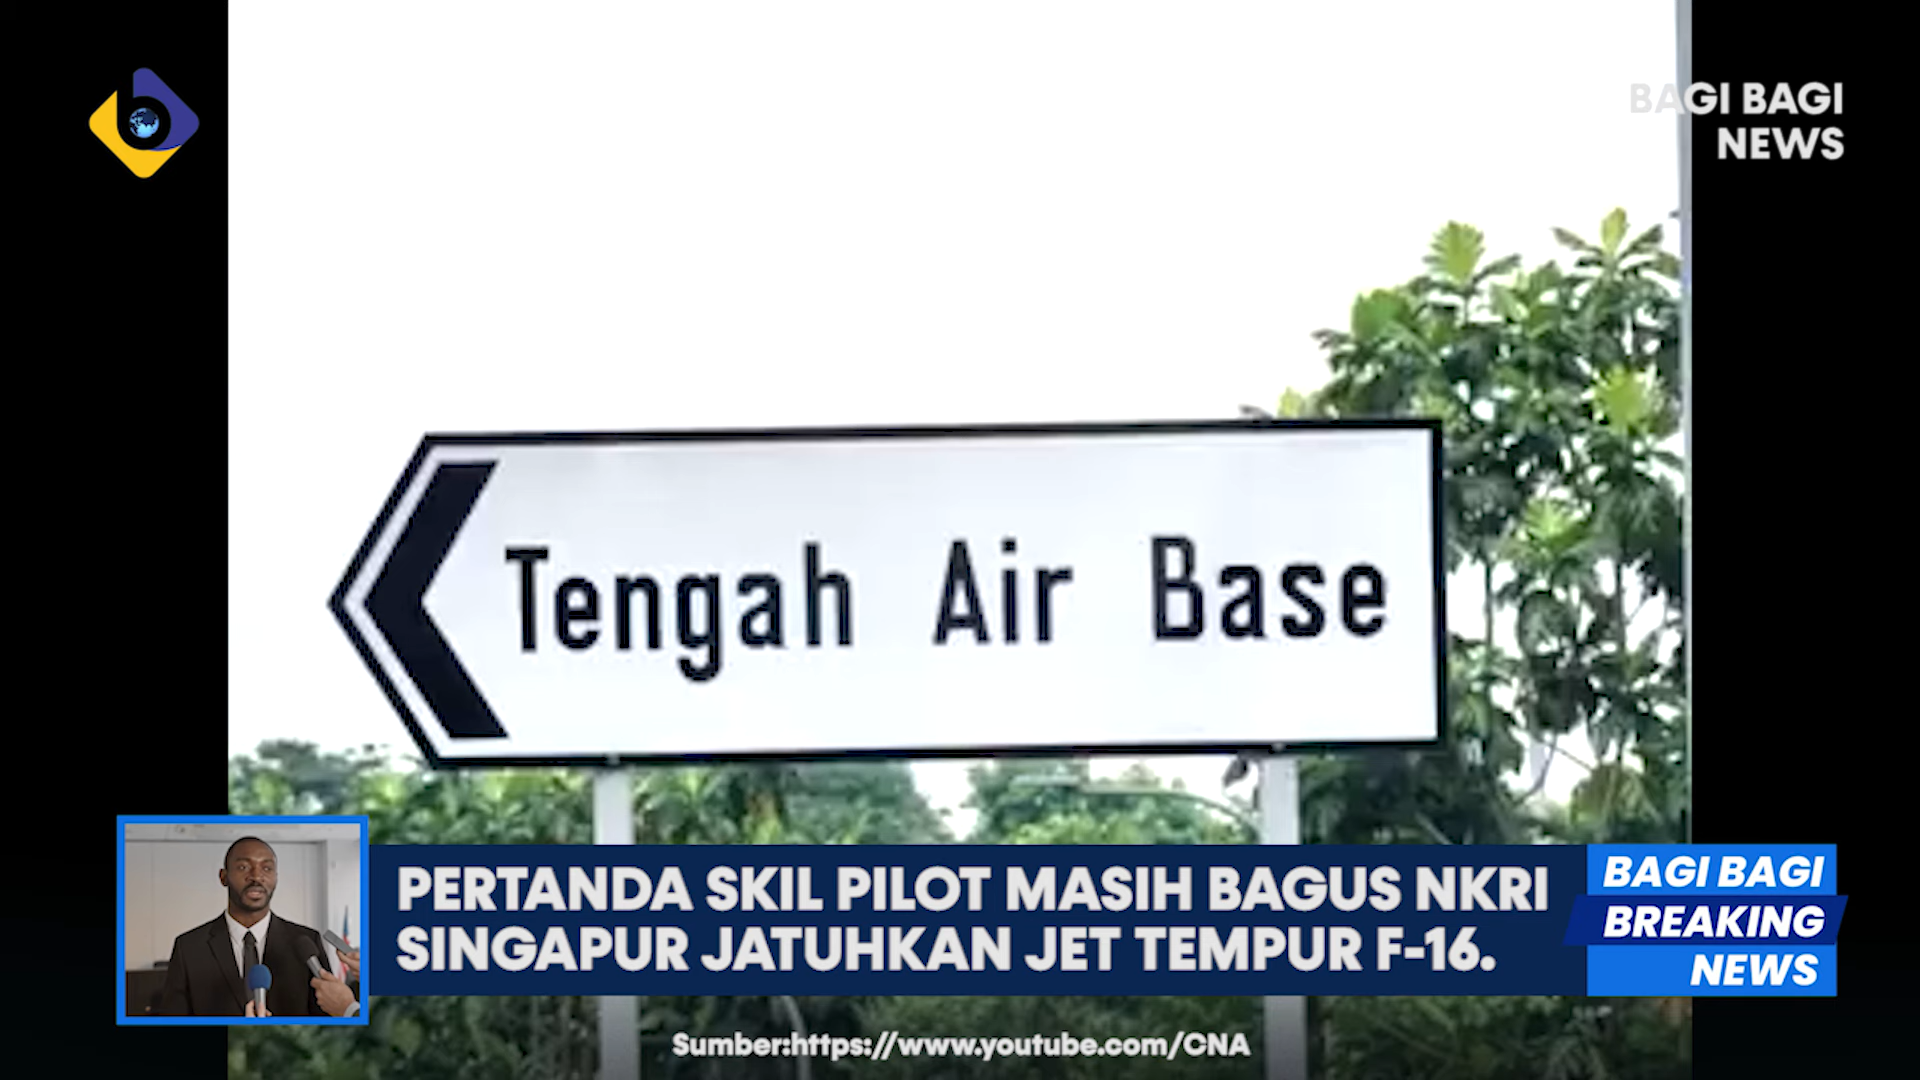 BAGI BAGI
NEWS
Tengah Air Base
PERTANDA SKIL PILOT MASIH BAGUS NKRI
SINGAPUR JATUHKAN JET TEMPUR F-16.
BAGI BAGI
BREAKING
NEWS
Sumber:https://www.youtube.com/CNA